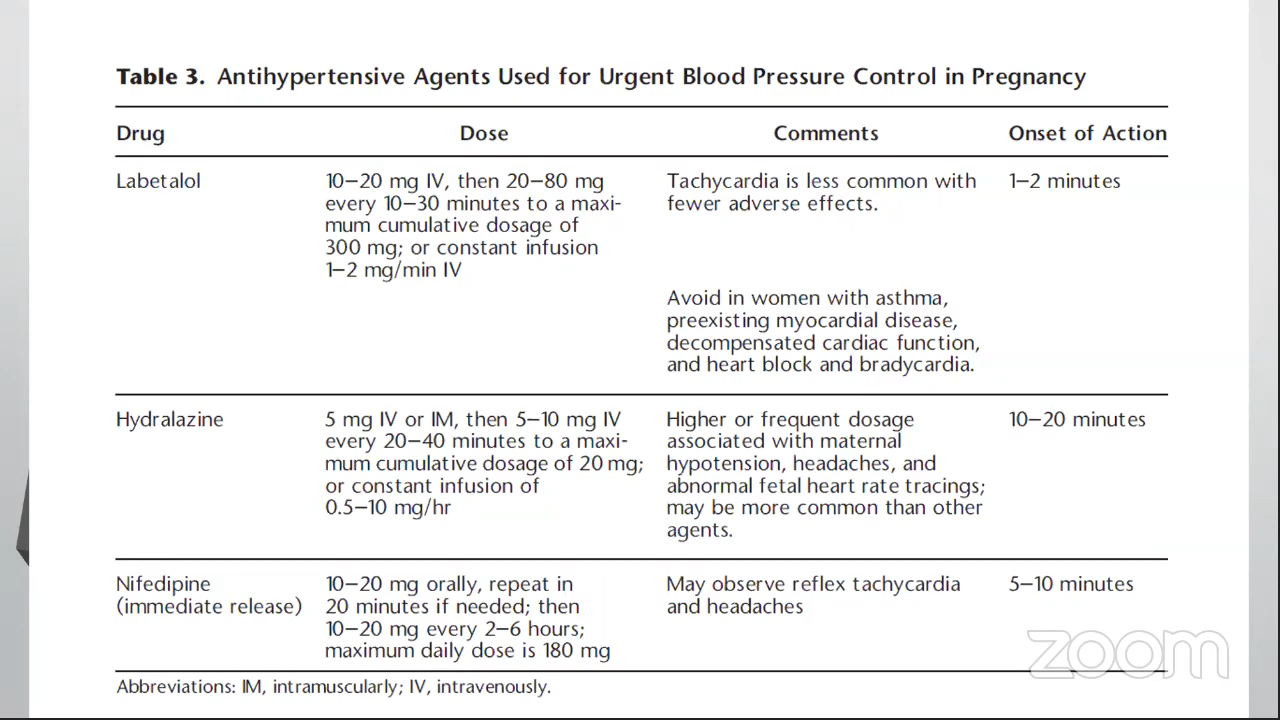 Table 3. Antihypertensive Agents Used for Urgent Blood Pressure Control in Pregnancy
Drug Dose Comments Onset of Action
Labetalol
10–20 mg IV, then 20–80 mg
every 10–30 minutes to a maxi-
mum cumulative dosage of
300 mg; or constant infusion
1–2 mg/min IV
Tachycardia is less common with
fewer adverse effects.
1–2 minutes
Avoid in women with asthma,
preexisting myocardial disease,
decompensated cardiac function,
and heart block and bradycardia.
Hydralazine
5 mg IV or IM, then 5–10 mg IV
every 20–40 minutes to a maxi-
mum cumulative dosage of 20 mg;
or constant infusion of
0.5–10 mg/hr
Higher or frequent dosage
associated with maternal
hypotension, headaches, and
abnormal fetal heart rate tracings;
may be more common than other
agents.
10–20 minutes
Nifedipine
(immediate release)
10–20 mg orally, repeat in
20 minutes if needed; then
10–20 mg every 2–6 hours;
maximum daily dose is 180 mg
May observe reflex tachycardia
and headaches
5–10 minutes
Abbreviations: IM, intramuscularly; IV, intravenously.
zoom